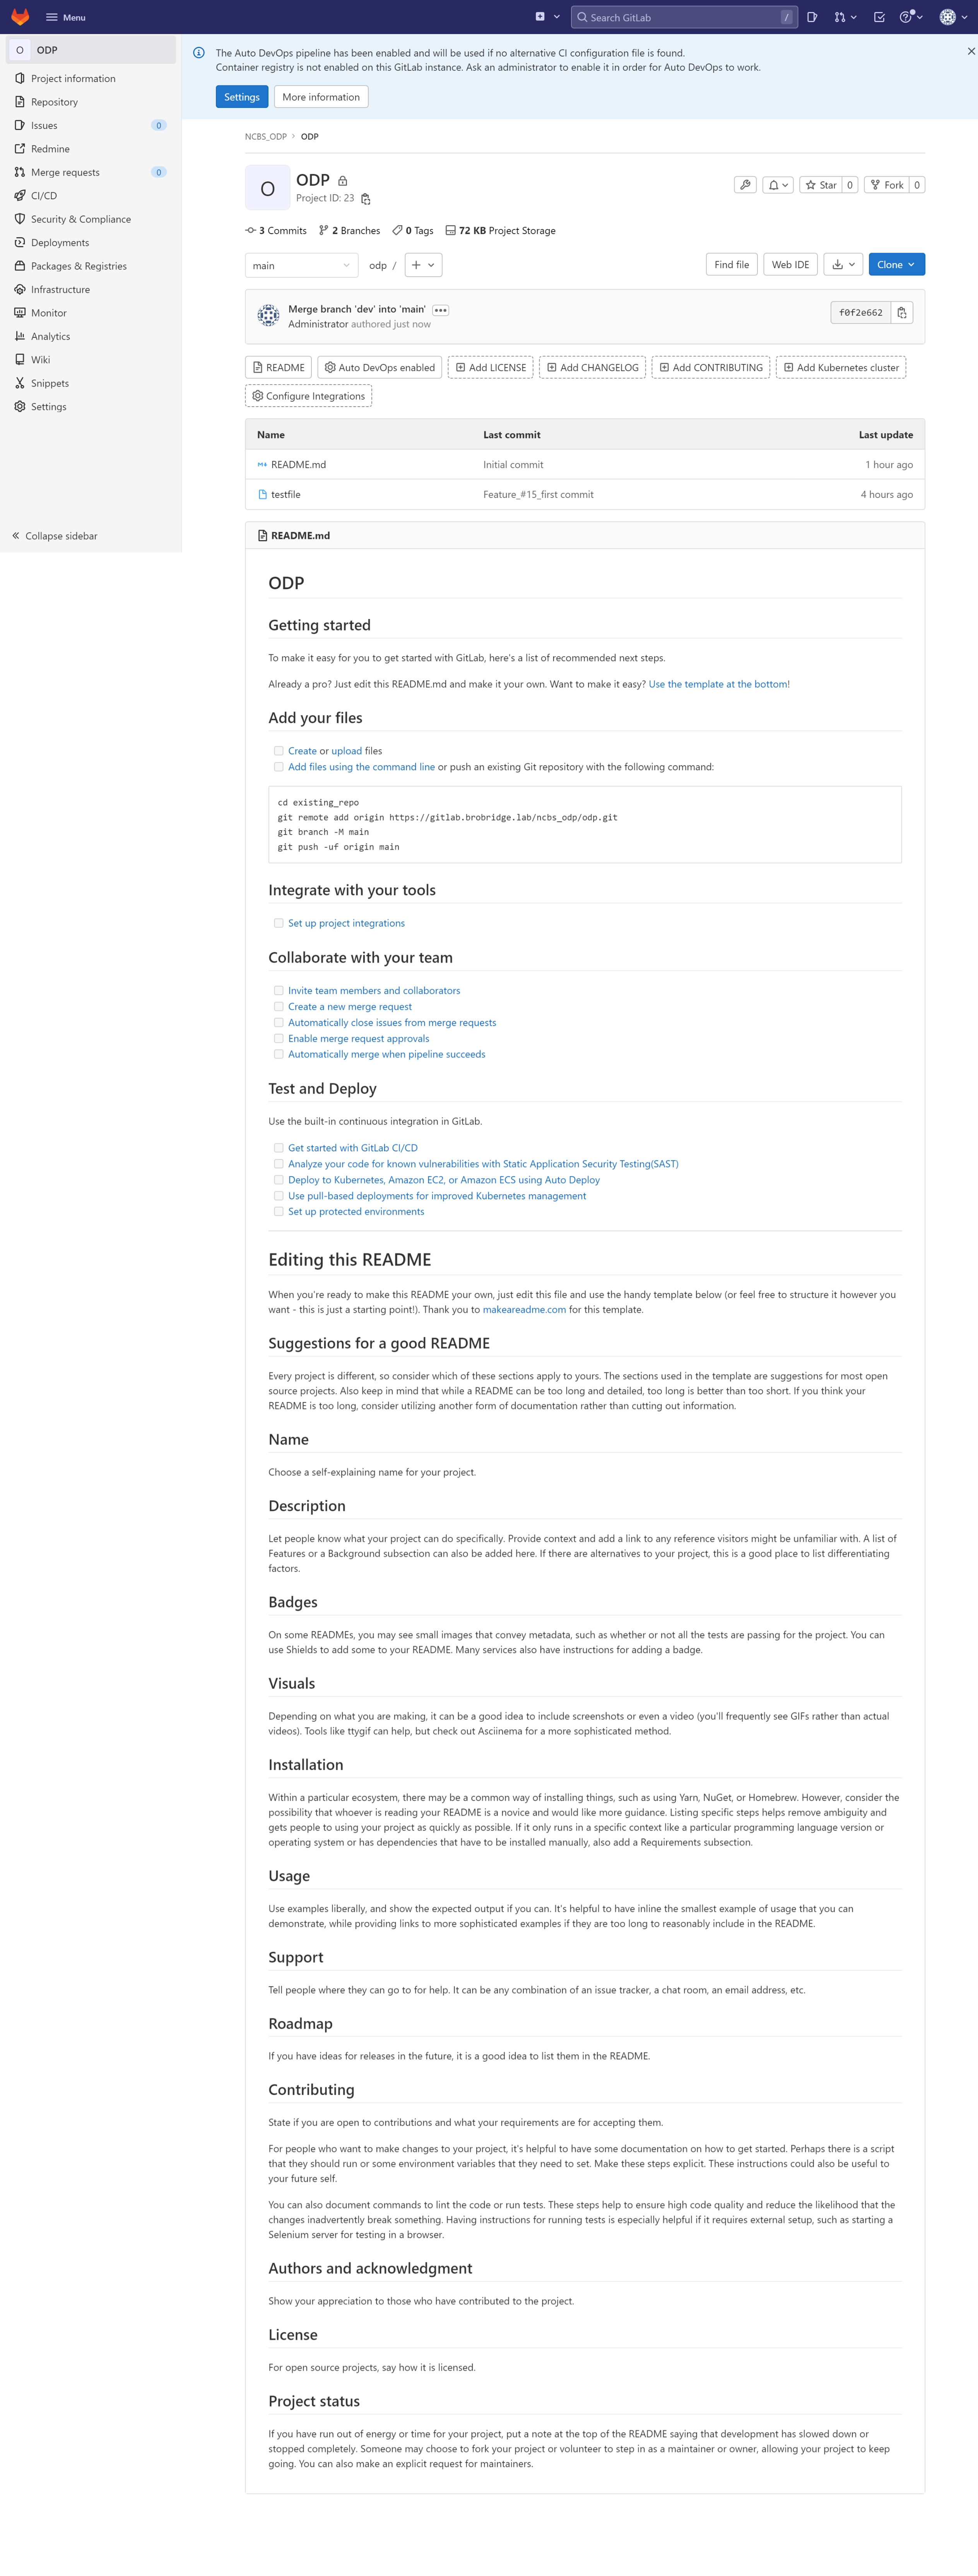 Menu
Search GitLab
/
O ODP
Project information
Repository
Issues 0
Redmine
Merge requests 0
CI/CD
Security & Compliance
Deployments
Packages & Registries
Infrastructure
Monitor
Analytics
Wiki
Snippets
Settings
Collapse sidebar
The Auto DevOps pipeline has been enabled and will be used if no alternative CI configuration file is found.
Container registry is not enabled on this GitLab instance. Ask an administrator to enable it in order for Auto DevOps to work.
Settings More information
NCBS_ODP > ODP
O ODP
Project ID: 23
Star 0 Fork 0
3 Commits 2 Branches 0 Tags 72 KB Project Storage
main odp / Find file Web IDE Clone
Merge branch 'dev' into 'main'
Administrator authored just now
f0f2e662
README Auto DevOps enabled Add LICENSE Add CHANGELOG Add CONTRIBUTING Add Kubernetes cluster
Configure Integrations
Name Last commit Last update
README.md Initial commit 1 hour ago
testfile Feature_#15_first commit 4 hours ago
README.md
ODP
Getting started
To make it easy for you to get started with GitLab, here's a list of recommended next steps.
Already a pro? Just edit this README.md and make it your own. Want to make it easy? Use the template at the bottom!
Add your files
Create or upload files
Add files using the command line or push an existing Git repository with the following command:
cd existing_repo
git remote add origin https://gitlab.brobridge.lab/ncbs_odp/odp.git
git branch -M main
git push -uf origin main
Integrate with your tools
Set up project integrations
Collaborate with your team
Invite team members and collaborators
Create a new merge request
Automatically close issues from merge requests
Enable merge request approvals
Automatically merge when pipeline succeeds
Test and Deploy
Use the built-in continuous integration in GitLab.
Get started with GitLab CI/CD
Analyze your code for known vulnerabilities with Static Application Security Testing(SAST)
Deploy to Kubernetes, Amazon EC2, or Amazon ECS using Auto Deploy
Use pull-based deployments for improved Kubernetes management
Set up protected environments
Editing this README
When you're ready to make this README your own, just edit this file and use the handy template below (or feel free to structure it however you
want - this is just a starting point!). Thank you to makeareadme.com for this template.
Suggestions for a good README
Every project is different, so consider which of these sections apply to yours. The sections used in the template are suggestions for most open
source projects. Also keep in mind that while a README can be too long and detailed, too long is better than too short. If you think your
README is too long, consider utilizing another form of documentation rather than cutting out information.
Name
Choose a self-explaining name for your project.
Description
Let people know what your project can do specifically. Provide context and add a link to any reference visitors might be unfamiliar with. A list of
Features or a Background subsection can also be added here. If there are alternatives to your project, this is a good place to list differentiating
factors.
Badges
On some READMEs, you may see small images that convey metadata, such as whether or not all the tests are passing for the project. You can
use Shields to add some to your README. Many services also have instructions for adding a badge.
Visuals
Depending on what you are making, it can be a good idea to include screenshots or even a video (you'll frequently see GIFs rather than actual
videos). Tools like ttygif can help, but check out Asciinema for a more sophisticated method.
Installation
Within a particular ecosystem, there may be a common way of installing things, such as using Yarn, NuGet, or Homebrew. However, consider the
possibility that whoever is reading your README is a novice and would like more guidance. Listing specific steps helps remove ambiguity and
gets people to using your project as quickly as possible. If it only runs in a specific context like a particular programming language version or
operating system or has dependencies that have to be installed manually, also add a Requirements subsection.
Usage
Use examples liberally, and show the expected output if you can. It's helpful to have inline the smallest example of usage that you can
demonstrate, while providing links to more sophisticated examples if they are too long to reasonably include in the README.
Support
Tell people where they can go to for help. It can be any combination of an issue tracker, a chat room, an email address, etc.
Roadmap
If you have ideas for releases in the future, it is a good idea to list them in the README.
Contributing
State if you are open to contributions and what your requirements are for accepting them.
For people who want to make changes to your project, it's helpful to have some documentation on how to get started. Perhaps there is a script
that they should run or some environment variables that they need to set. Make these steps explicit. These instructions could also be useful to
your future self.
You can also document commands to lint the code or run tests. These steps help to ensure high code quality and reduce the likelihood that the
changes inadvertently break something. Having instructions for running tests is especially helpful if it requires external setup, such as starting a
Selenium server for testing in a browser.
Authors and acknowledgment
Show your appreciation to those who have contributed to the project.
License
For open source projects, say how it is licensed.
Project status
If you have run out of energy or time for your project, put a note at the top of the README saying that development has slowed down or
stopped completely. Someone may choose to fork your project or volunteer to step in as a maintainer or owner, allowing your project to keep
going. You can also make an explicit request for maintainers.